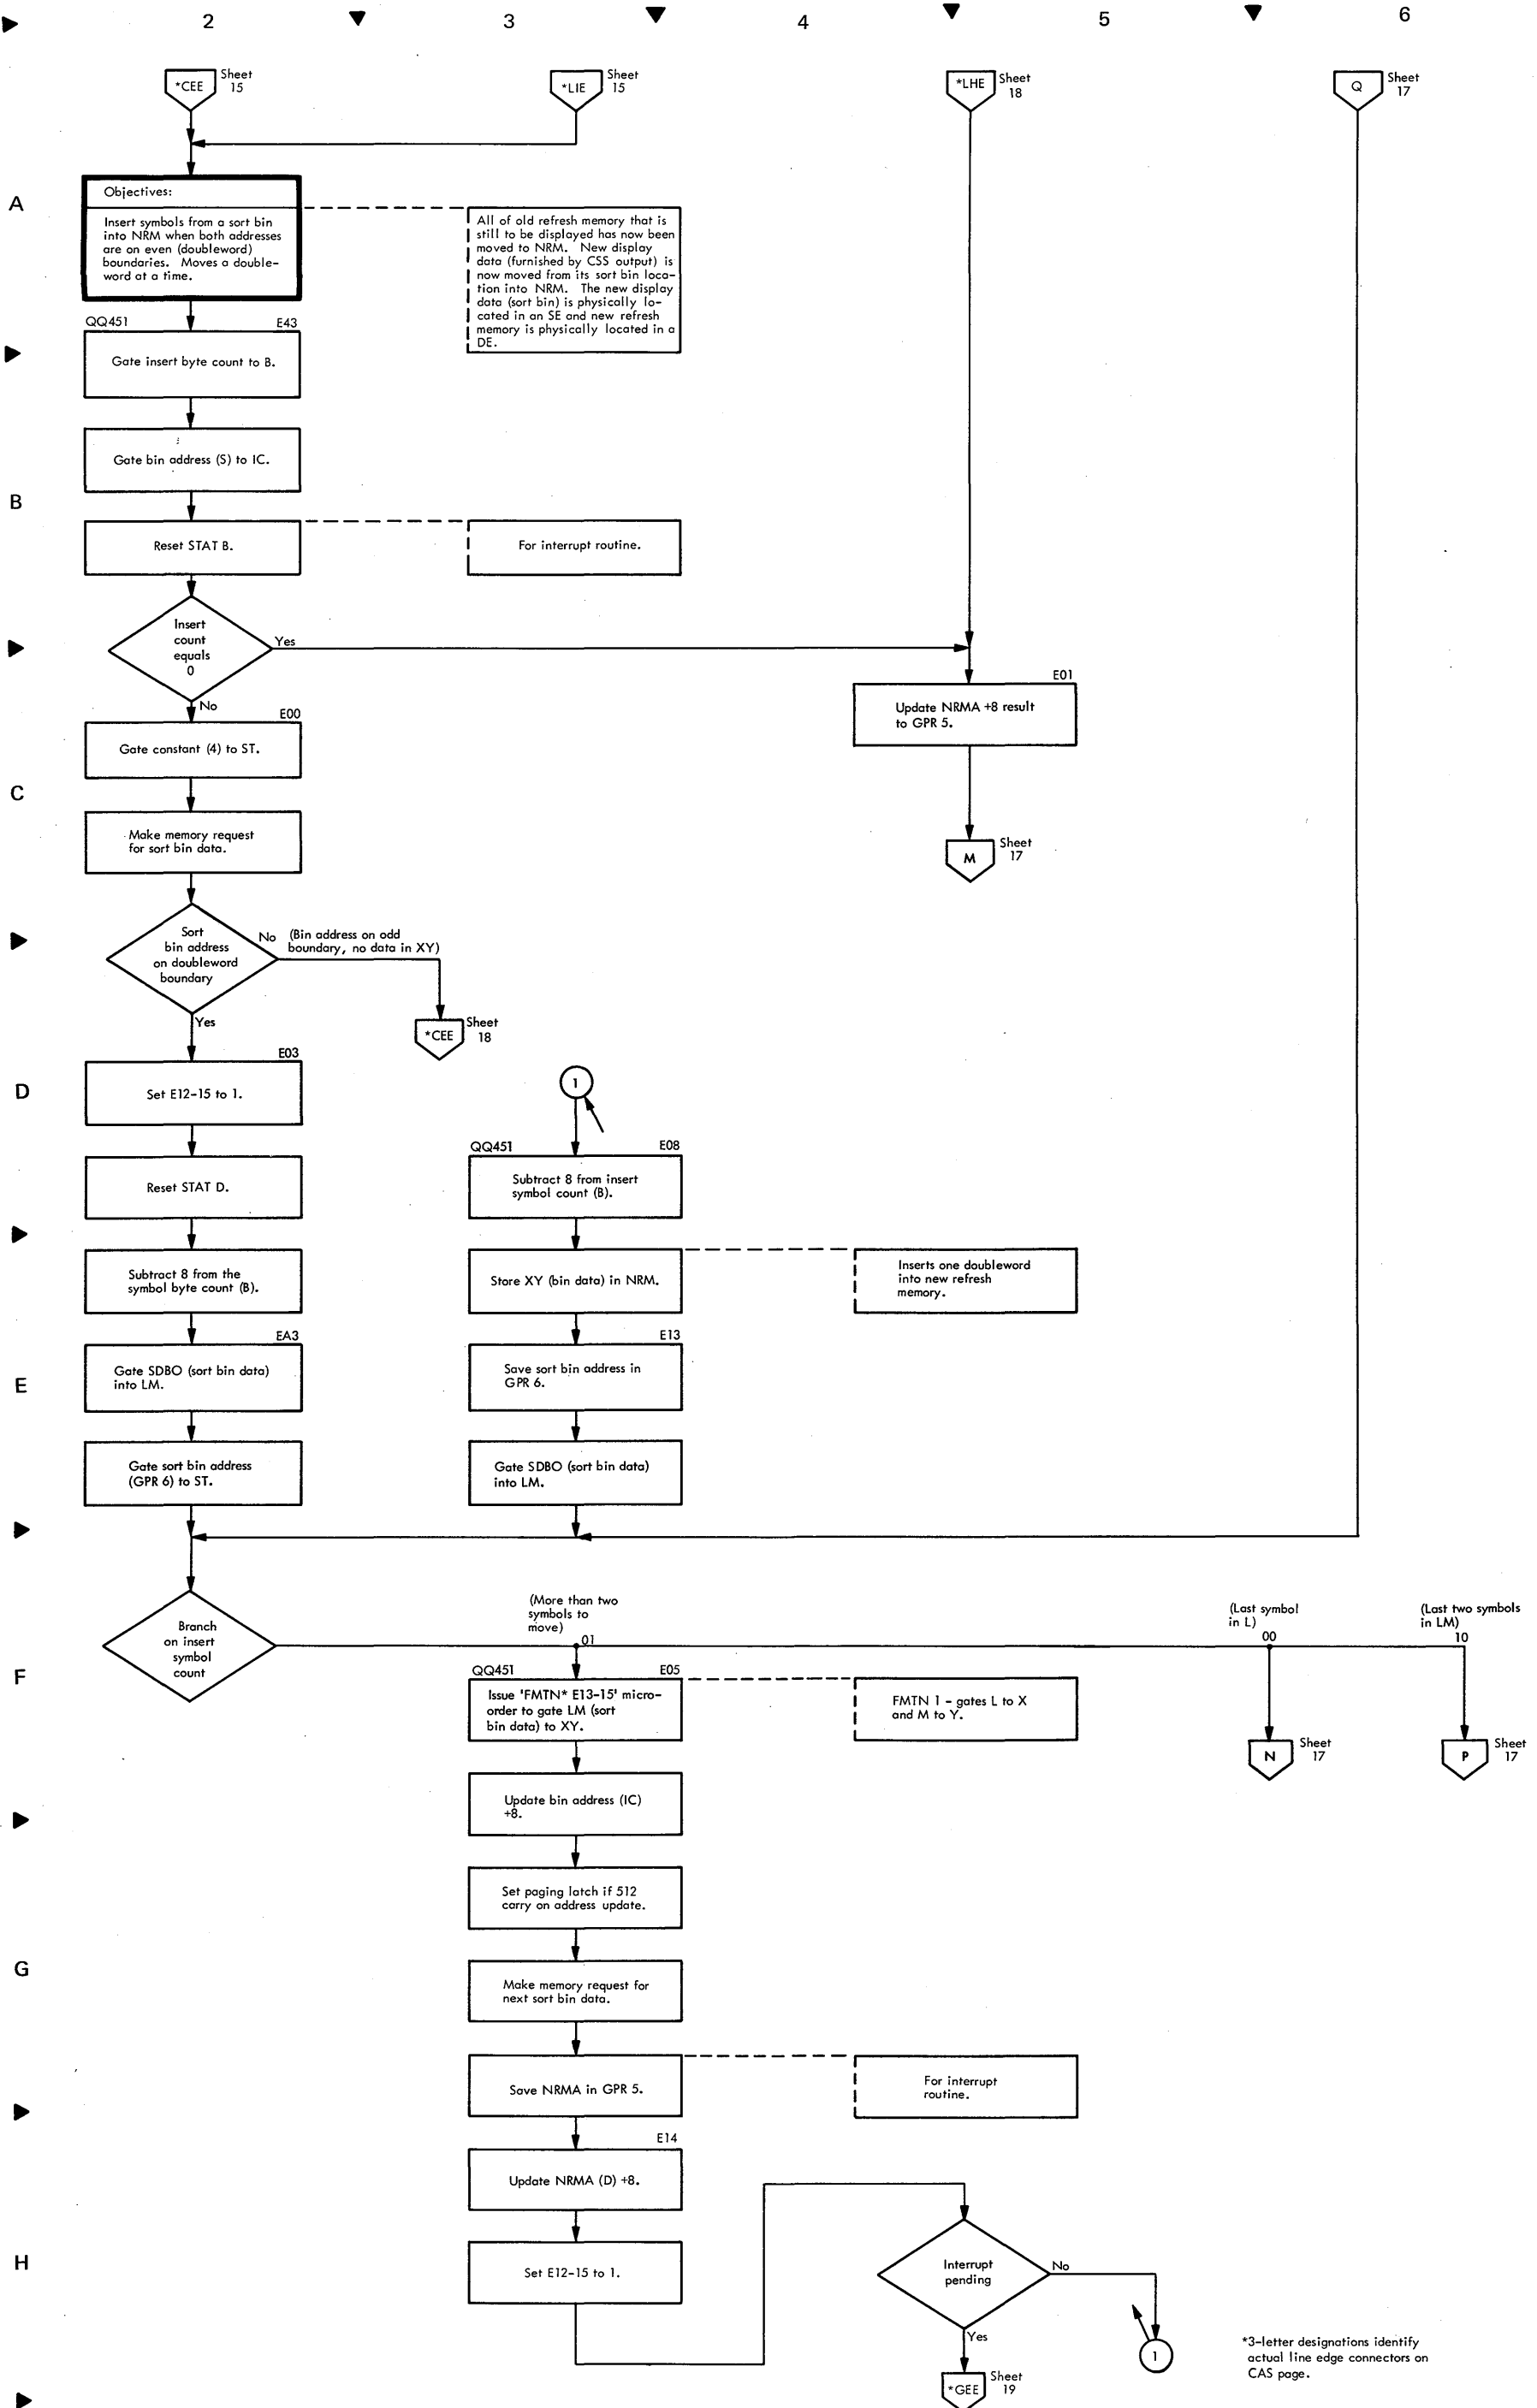 2 3 4 5 6
*CEE Sheet
15
*LIE Sheet
15
*LHE Sheet
18
Q Sheet
17
A
Objectives:
Insert symbols from a sort bin
into NRM when both addresses
are on even (doubleword)
boundaries. Moves a double-
word at a time.
All of old refresh memory that is
still to be displayed has now been
moved to NRM. New display
data (furnished by CSS output) is
now moved from its sort bin loca-
tion into NRM. The new display
data (sort bin) is physically lo-
cated in an SE and new refresh
memory is physically located in a
DE.
QQ451 E43
Gate insert byte count to B.
Gate bin address (S) to IC.
B
Reset STAT B.
For interrupt routine.
Insert
count
equals
0
Yes
No
E01
Update NRMA +8 result
to GPR 5.
E00
Gate constant (4) to ST.
C
Make memory request
for sort bin data.
M Sheet
17
Sort
bin address
on doubleword
boundary
No (Bin address on odd
boundary, no data in XY)
Yes
*CEE Sheet
18
E03
D
Set E12-15 to 1.
1
Reset STAT D.
QQ451 E08
Subtract 8 from insert
symbol count (B).
Subtract 8 from the
symbol byte count (B).
Store XY (bin data) in NRM.
Inserts one doubleword
into new refresh
memory.
EA3
Gate SDBO (sort bin data)
into LM.
E13
Save sort bin address in
GPR 6.
E
Gate sort bin address
(GPR 6) to ST.
Gate SDBO (sort bin data)
into LM.
Branch
on insert
symbol
count
(More than two
symbols to
move)
01
(Last symbol
in L)
00
(Last two symbols
in LM)
10
F
QQ451 E05
Issue 'FMTN* E13-15' micro-
order to gate LM (sort
bin data) to XY.
FMTN 1 - gates L to X
and M to Y.
N Sheet
17
P Sheet
17
Update bin address (IC)
+8.
Set paging latch if 512
carry on address update.
G
Make memory request for
next sort bin data.
Save NRMA in GPR 5.
For interrupt
routine.
E14
Update NRMA (D) +8.
H
Set E12-15 to 1.
Interrupt
pending
No
Yes
1
*GEE Sheet
19
*3-letter designations identify
actual line edge connectors on
CAS page.